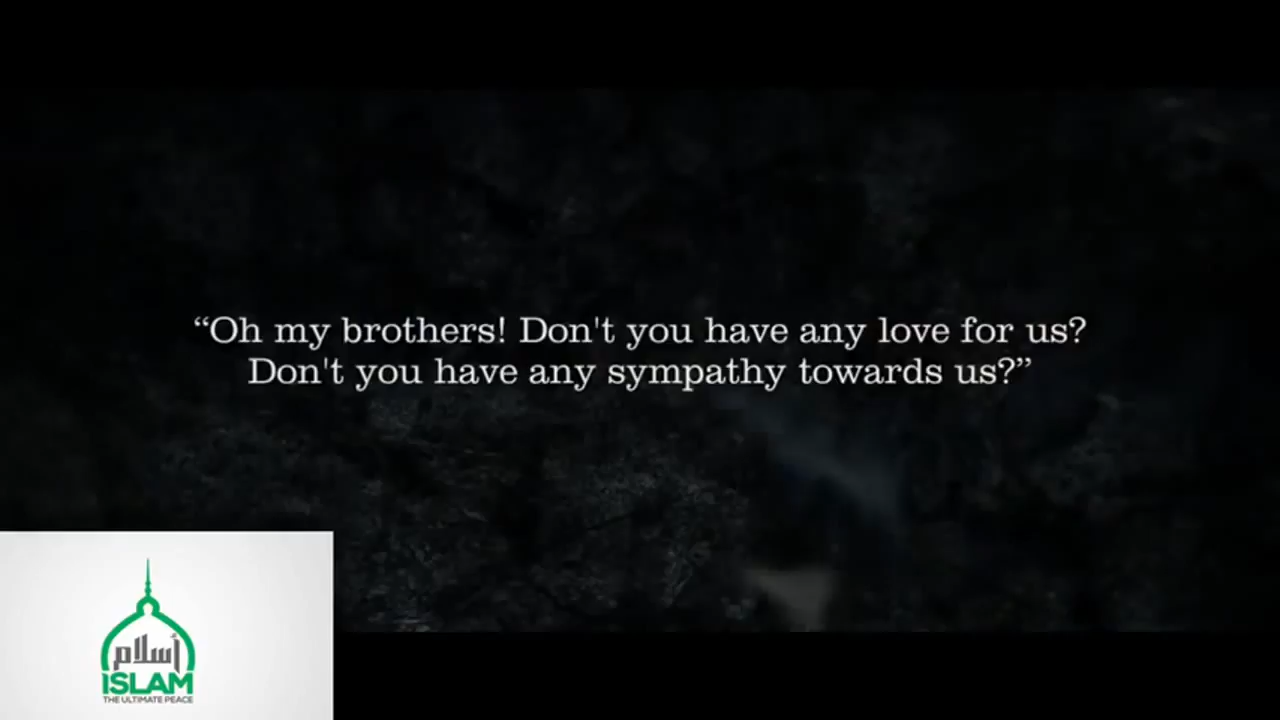 “Oh my brothers! Don't you have any love for us?
Don't you have any sympathy towards us?”
أسلام
ISLAM
THE ULTIMATE PEACE